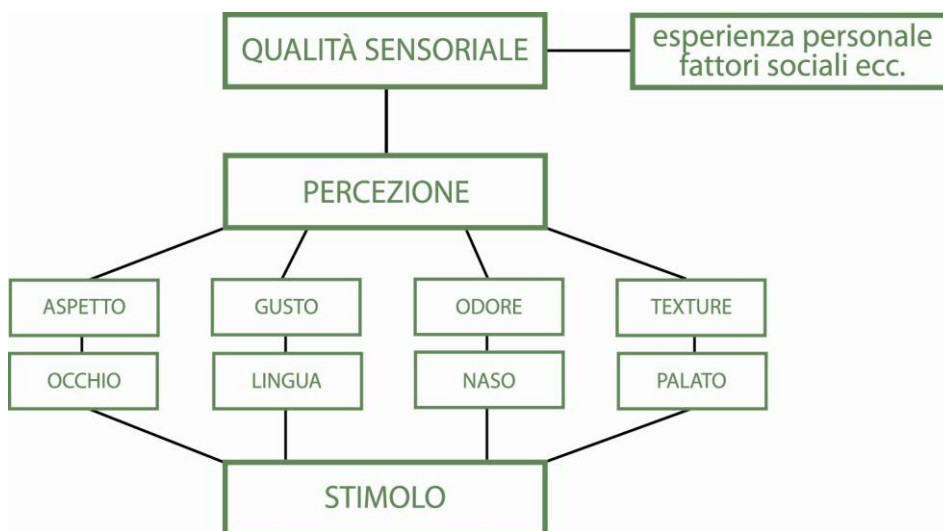 QUALITÀ SENSORIALE
esperienza personale
fattori sociali ecc.
PERCEZIONE
ASPETTO
GUSTO
ODORE
TEXTURE
OCCHIO
LINGUA
NASO
PALATO
STIMOLO